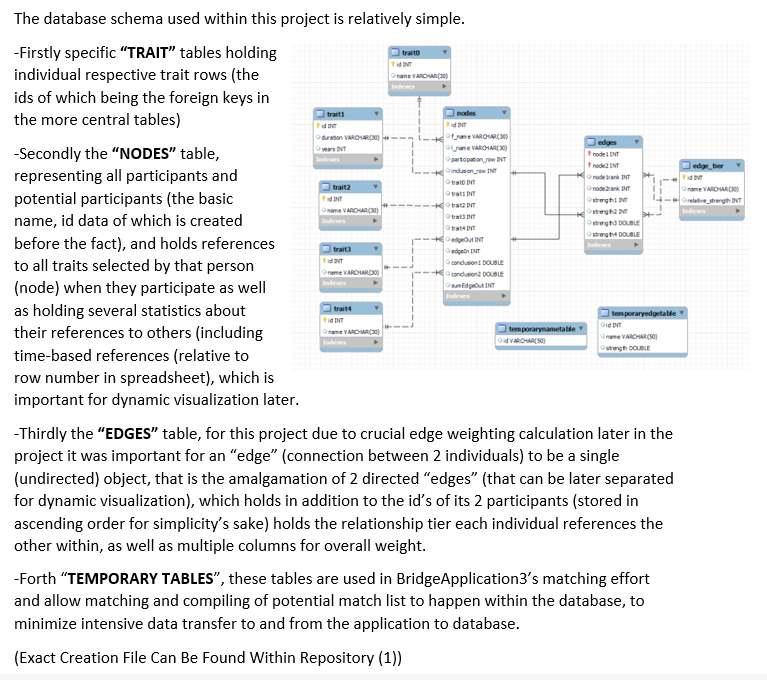 The database schema used within this project is relatively simple.
-Firstly specific “TRAIT” tables holding
individual respective trait rows (the
ids of which being the foreign keys in
the more central tables)
-Secondly the “NODES” table,
representing all participants and
potential participants (the basic
name, id data of which is created
before the fact), and holds references
to all traits selected by that person
(node) when they participate as well
as holding several statistics about
their references to others (including
time-based references (relative to
row number in spreadsheet), which is
important for dynamic visualization later.
trait0
id INT
name VARCHAR(30)
Indexes
trait1
id INT
duration VARCHAR(30)
years INT
Indexes
trait2
id INT
name VARCHAR(30)
Indexes
trait3
id INT
name VARCHAR(30)
Indexes
trait4
id INT
name VARCHAR(30)
Indexes
nodes
id INT
f_name VARCHAR(30)
l_name VARCHAR(30)
participation_row INT
inclusion_row INT
trait0 INT
trait1 INT
trait2 INT
trait3 INT
trait4 INT
edgeOut INT
edgeIn INT
conclusion1 DOUBLE
conclusion2 DOUBLE
sumEdgeOut INT
Indexes
edges
node1 INT
node2 INT
node1rank INT
node2rank INT
strength1 INT
strength2 INT
strength3 DOUBLE
strength4 DOUBLE
Indexes
edge_tier
id INT
name VARCHAR(30)
relative_strength INT
Indexes
temporarynametable
id VARCHAR(50)
temporaryedgetable
id INT
name VARCHAR(50)
strength DOUBLE
-Thirdly the “EDGES” table, for this project due to crucial edge weighting calculation later in the
project it was important for an “edge” (connection between 2 individuals) to be a single
(undirected) object, that is the amalgamation of 2 directed “edges” (that can be later separated
for dynamic visualization), which holds in addition to the id’s of its 2 participants (stored in
ascending order for simplicity’s sake) holds the relationship tier each individual references the
other within, as well as multiple columns for overall weight.
-Forth “TEMPORARY TABLES”, these tables are used in BridgeApplication3’s matching effort
and allow matching and compiling of potential match list to happen within the database, to
minimize intensive data transfer to and from the application to database.
(Exact Creation File Can Be Found Within Repository (1))